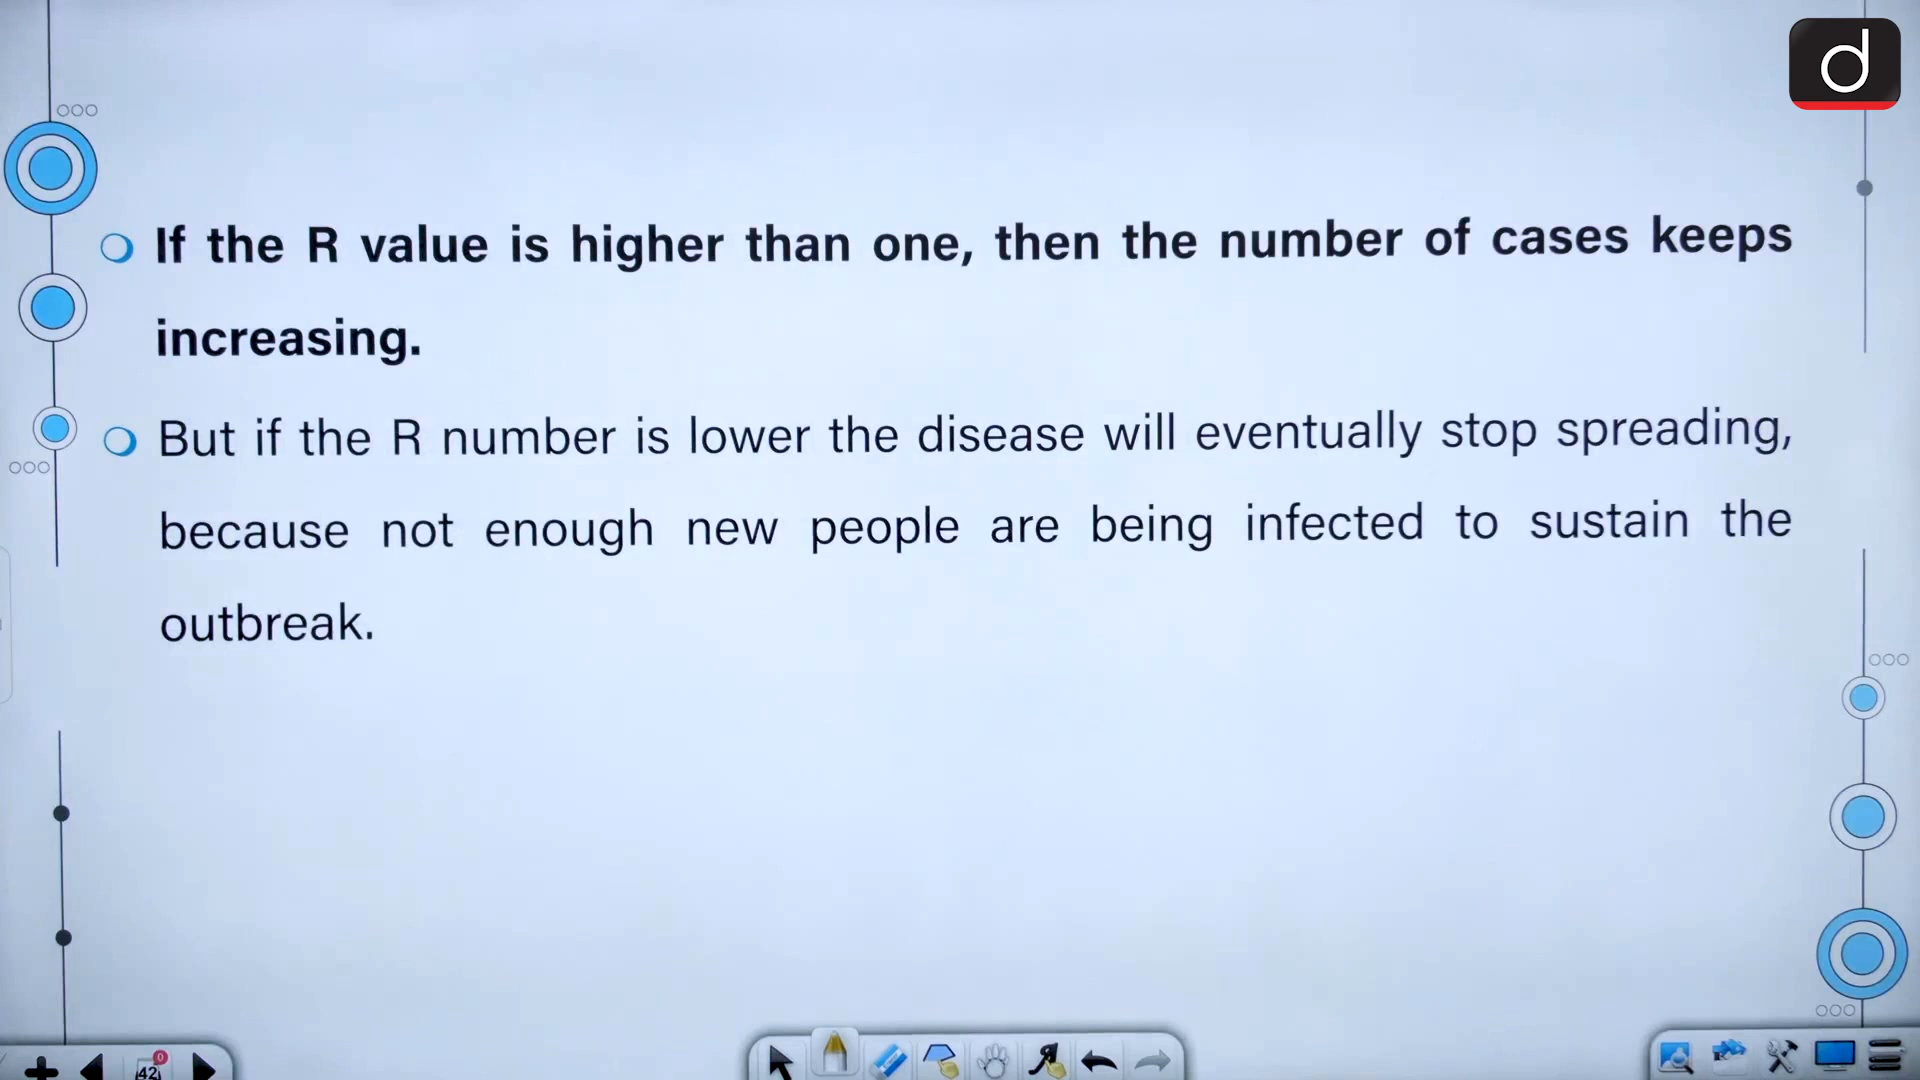 d
If the R value is higher than one, then the number of cases keeps
increasing.
But if the R number is lower the disease will eventually stop spreading,
because not enough new people are being infected to sustain the
outbreak.
0
42